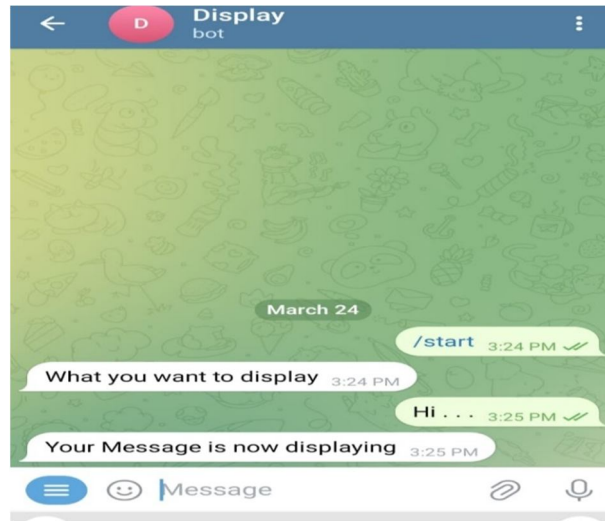 D
Display
bot
March 24
/start 3:24 PM
What you want to display 3:24 PM
Hi . . . 3:25 PM
Your Message is now displaying 3:25 PM
Message